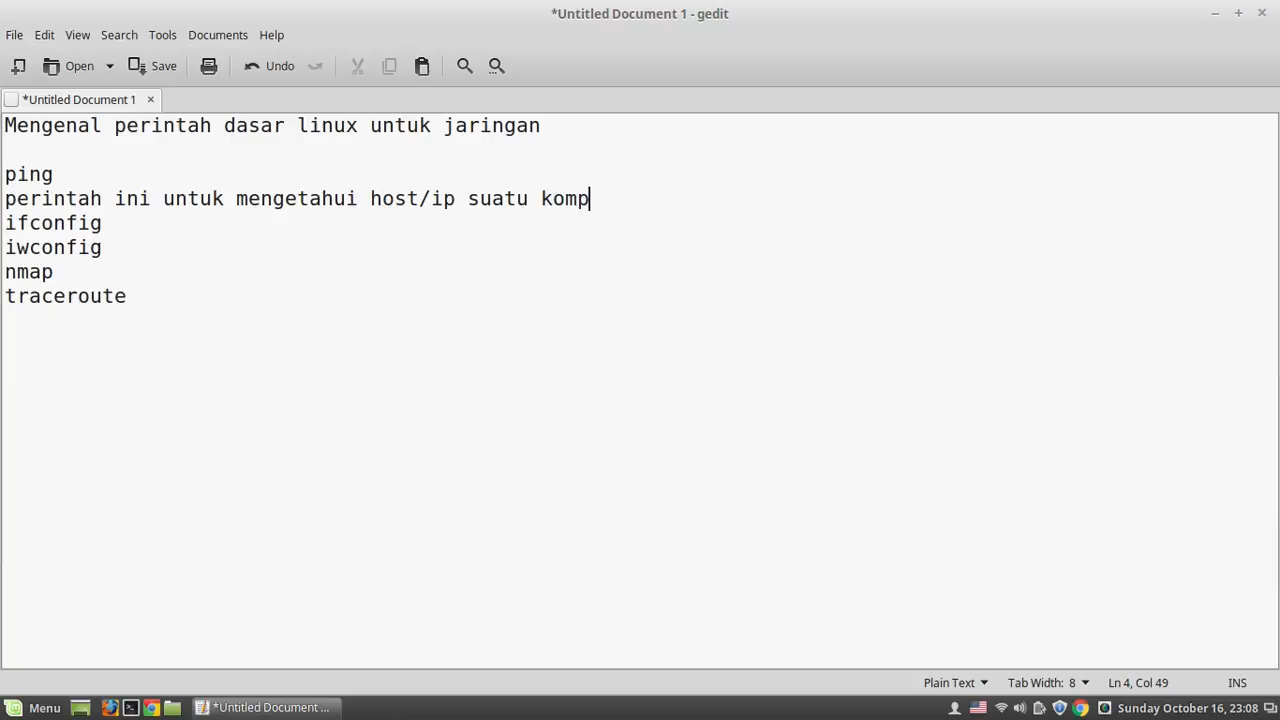 *Untitled Document 1 - gedit
File Edit View Search Tools Documents Help
Open Save Undo
*Untitled Document 1
Mengenal perintah dasar linux untuk jaringan
ping
perintah ini untuk mengetahui host/ip suatu komp
ifconfig
iwconfig
nmap
traceroute
Plain Text Tab Width: 8 Ln 4, Col 49 INS
Menu *Untitled Document ... Sunday October 16, 23:08